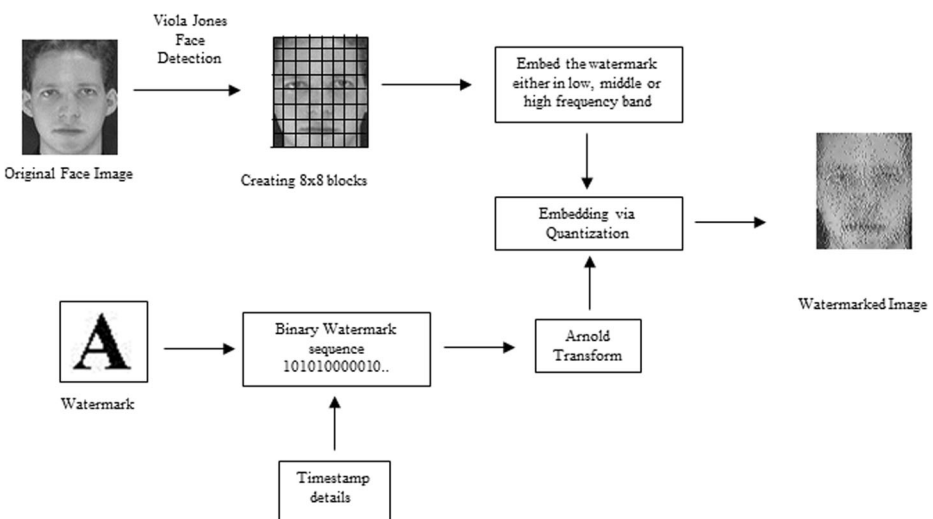 Viola Jones
Face
Detection
Original Face Image
Creating 8x8 blocks
Embed the watermark
either in low, middle or
high frequency band
Embedding via
Quantization
Watermarked Image
A
Watermark
Binary Watermark
sequence
101010000010..
Arnold
Transform
Timestamp
details